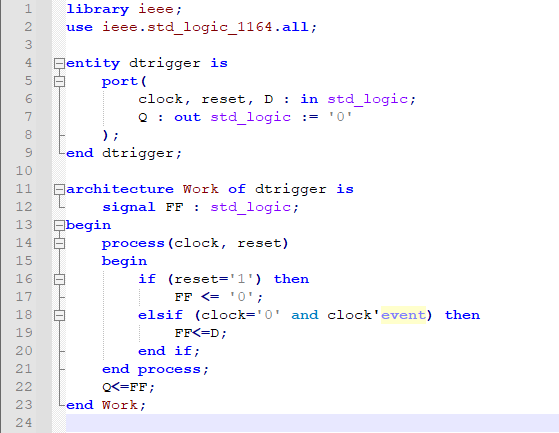 1 library ieee;
2 use ieee.std_logic_1164.all;
3
4 entity dtrigger is
5 port(
6 clock, reset, D : in std_logic;
7 Q : out std_logic := '0'
8 );
9 end dtrigger;
10
11 architecture Work of dtrigger is
12 signal FF : std_logic;
13 begin
14 process(clock, reset)
15 begin
16 if (reset='1') then
17 FF <= '0';
18 elsif (clock='0' and clock'event) then
19 FF<=D;
20 end if;
21 end process;
22 Q<=FF;
23 end Work;
24